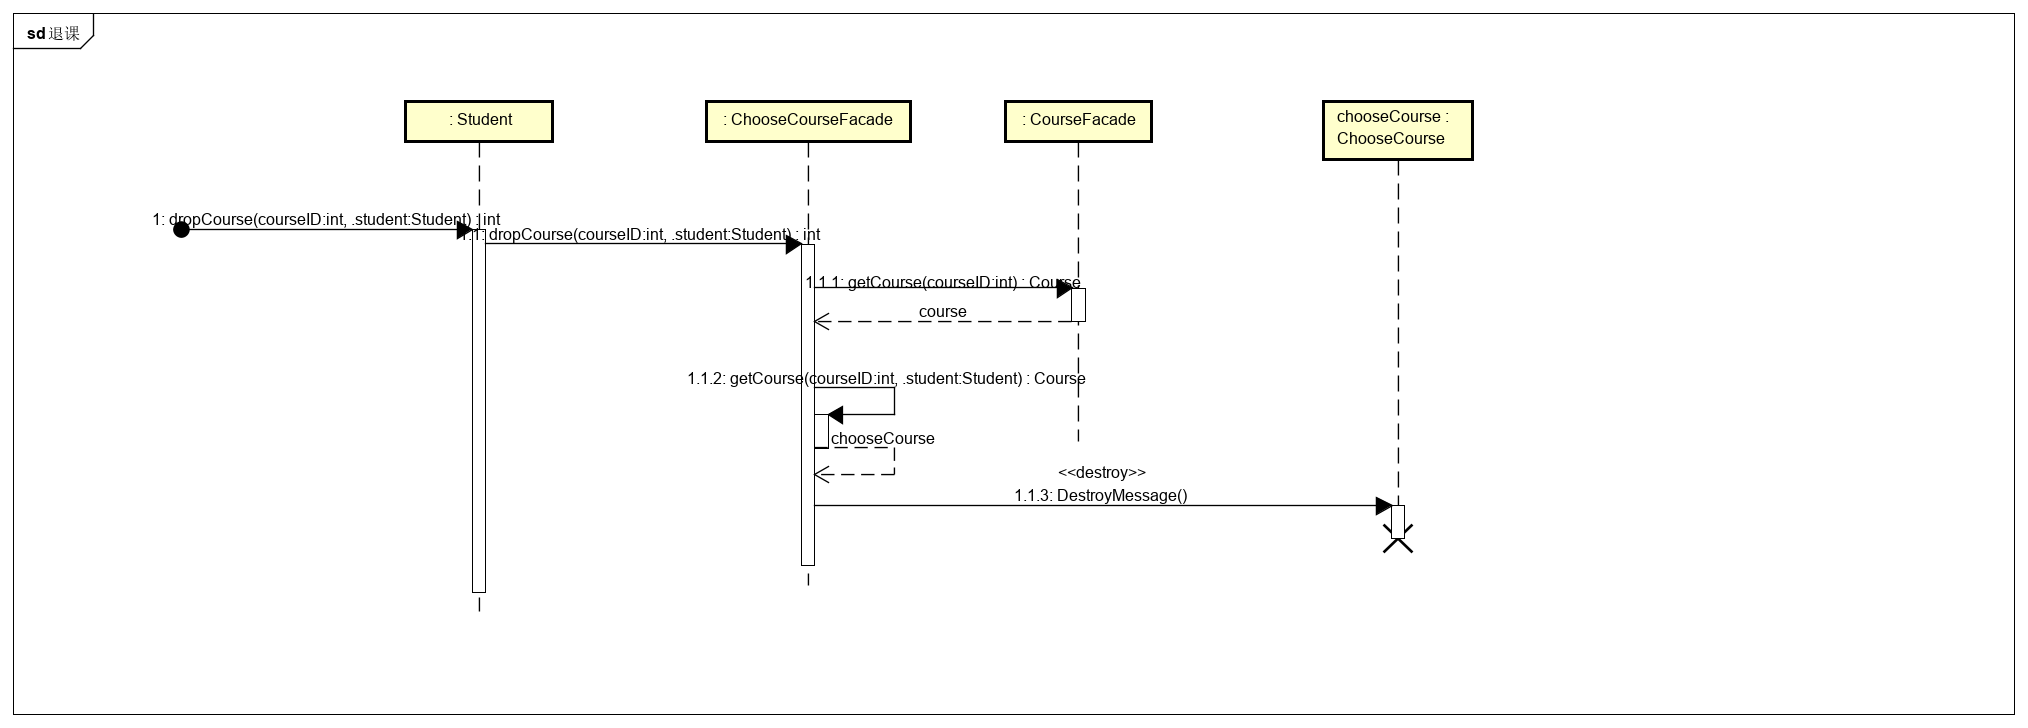 sd 退课
: Student
: ChooseCourseFacade
: CourseFacade
chooseCourse :
ChooseCourse
1: dropCourse(courseID:int, .student:Student) : int
1.1: dropCourse(courseID:int, .student:Student) : int
1.1.1: getCourse(courseID:int) : Course
course
1.1.2: getCourse(courseID:int, .student:Student) : Course
chooseCourse
<<destroy>>
1.1.3: DestroyMessage()